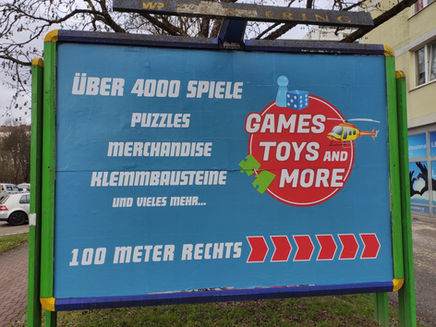 ÜBER 4000 SPIELE
PUZZLES
MERCHANDISE
KLEMMBAUSTEINE
UND VIELES MEHR...
GAMES
TOYS AND
MORE
100 METER RECHTS